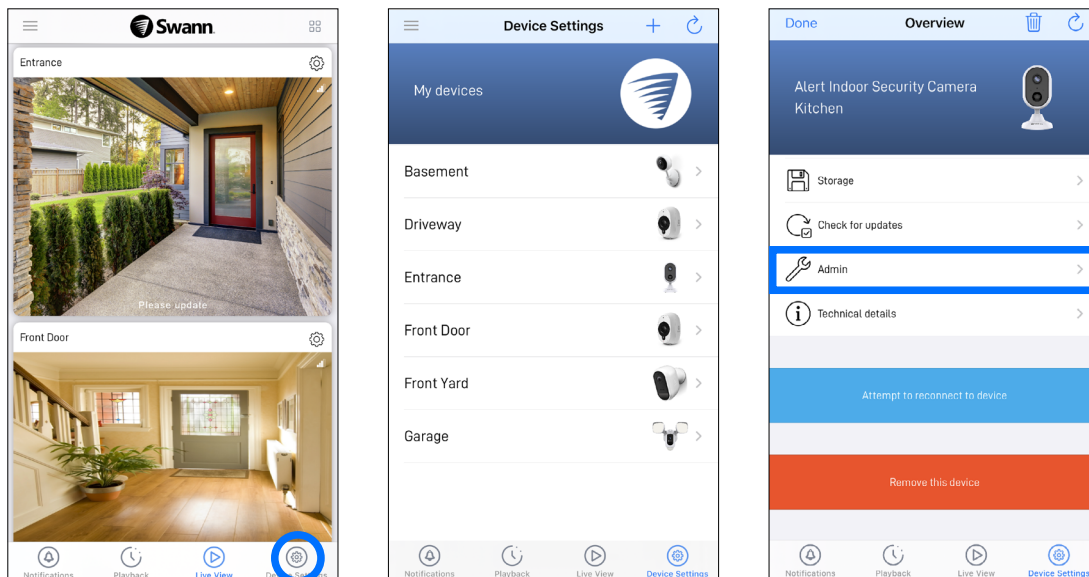 Swann
Entrance
Please update
Front Door
Notifications
Playback
Live View
Device Settings
Device Settings
My devices
Basement
Driveway
Entrance
Front Door
Front Yard
Garage
Notifications
Playback
Live View
Device Settings
Done
Overview
Alert Indoor Security Camera
Kitchen
Storage
Check for updates
Admin
Technical details
Attempt to reconnect to device
Remove this device
Notifications
Playback
Live View
Device Settings